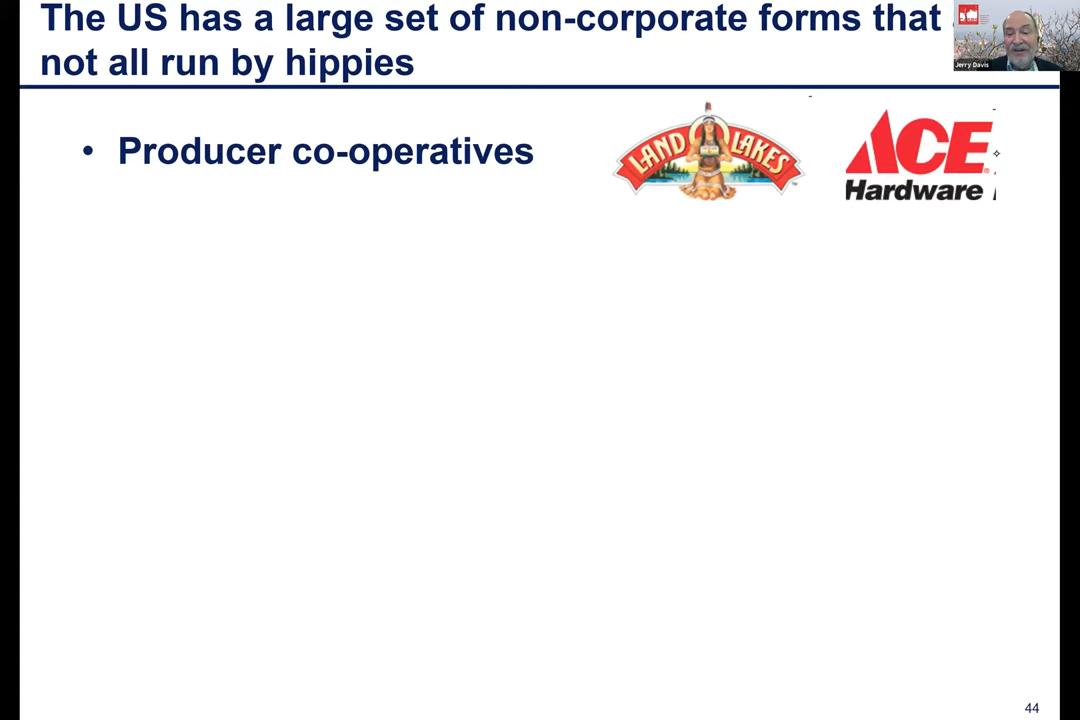 The US has a large set of non-corporate forms that
not all run by hippies
Jerry Davis
• Producer co-operatives
LAND O LAKES
TM
ACE
®
Hardware
44